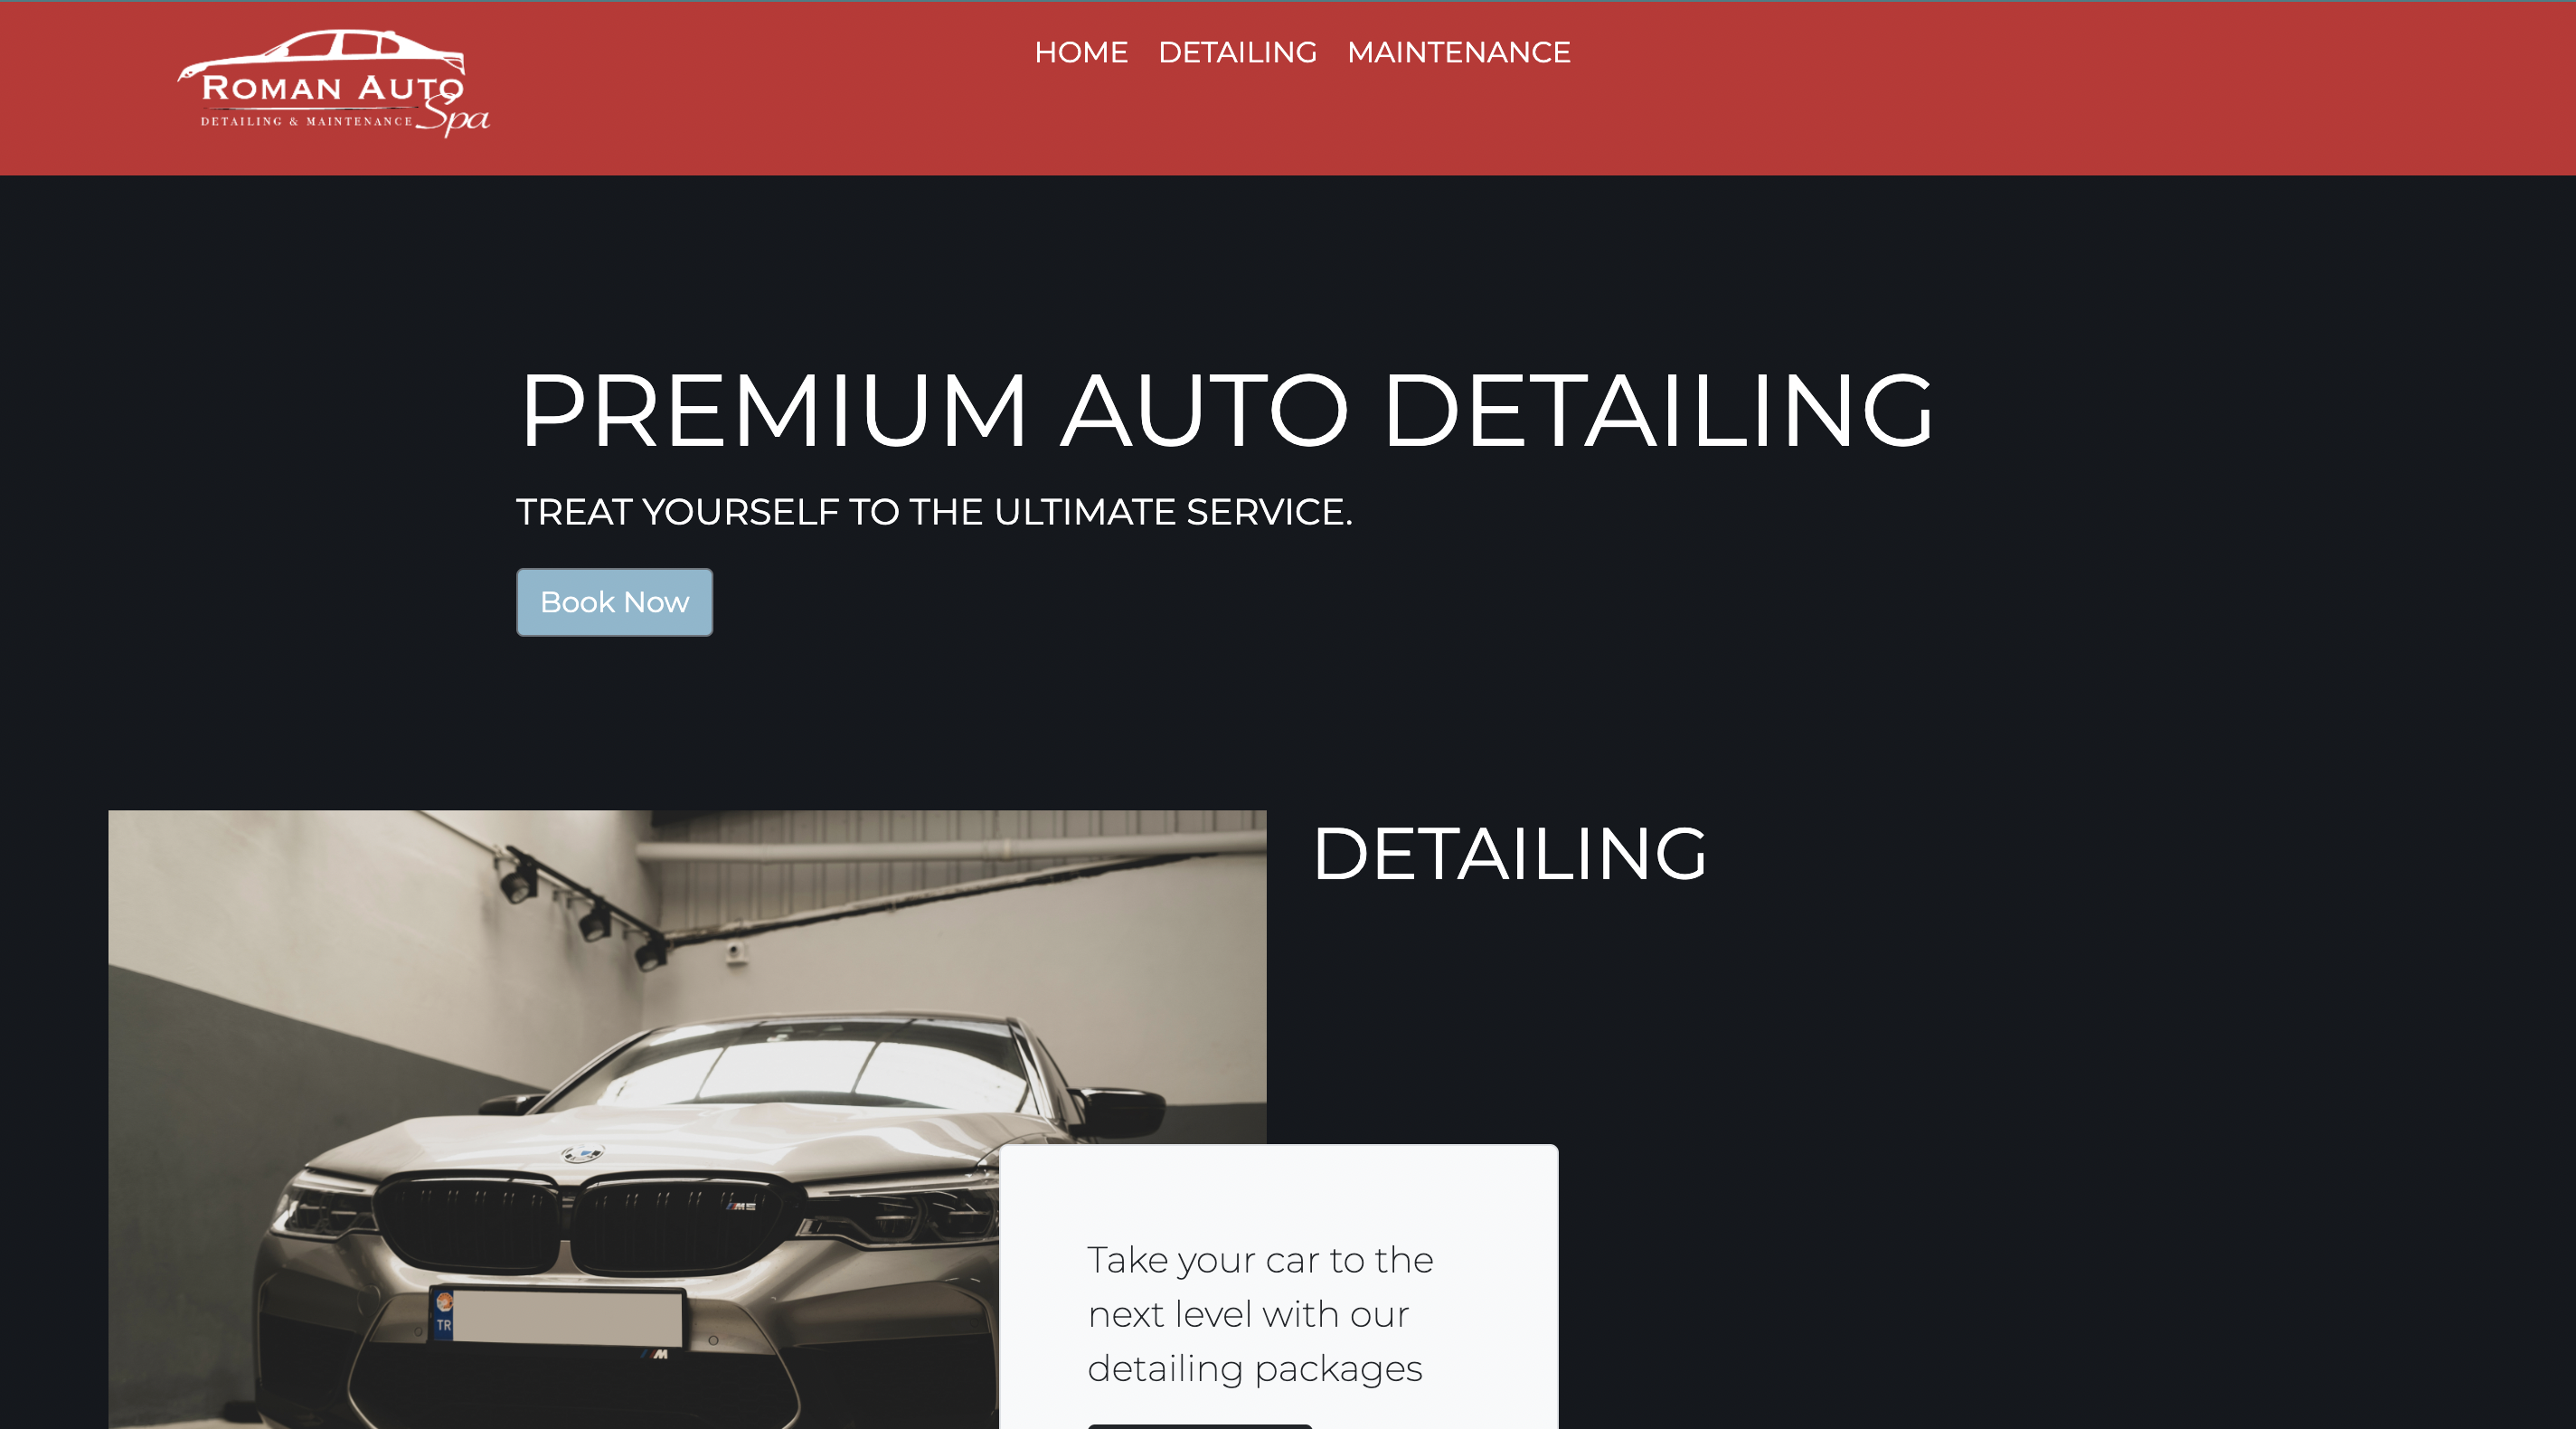 ROMAN AUTO
Spa
DETAILING & MAINTENANCE
HOME DETAILING MAINTENANCE
PREMIUM AUTO DETAILING
TREAT YOURSELF TO THE ULTIMATE SERVICE.
Book Now
DETAILING
M5
TR
M
Take your car to the
next level with our
detailing packages